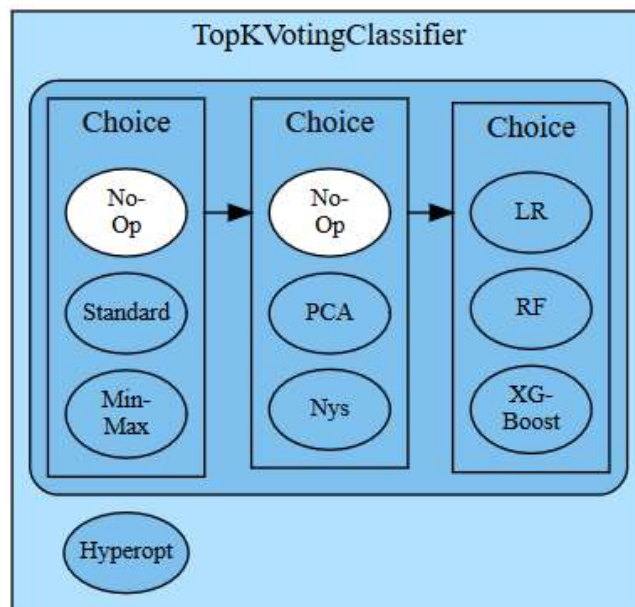 TopKVotingClassifier
Choice
No-
Op
Standard
Min-
Max
Choice
No-
Op
PCA
Nys
Choice
LR
RF
XG-
Boost
Hyperopt